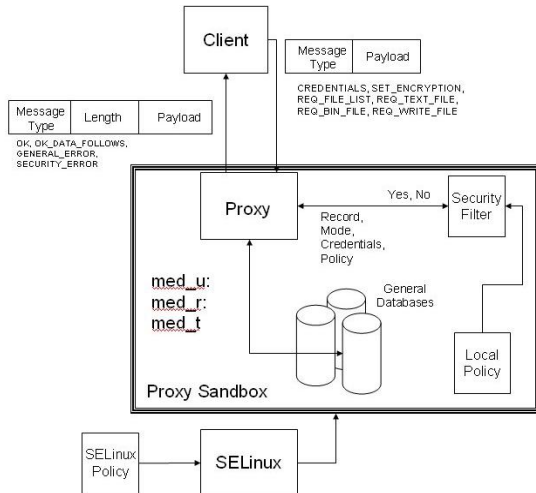 Client
Message Type
Payload
CREDENTIALS, SET_ENCRYPTION,
REQ_FILE_LIST, REQ_TEXT_FILE,
REQ_BIN_FILE, REQ_WRITE_FILE
Message Type
Length
Payload
OK, OK_DATA_FOLLOWS,
GENERAL_ERROR,
SECURITY_ERROR
Proxy
Yes, No
Security
Filter
Record,
Mode,
Credentials,
Policy
med_u:
med_r:
med_t
General
Databases
Local
Policy
Proxy Sandbox
SELinux
Policy
SELinux